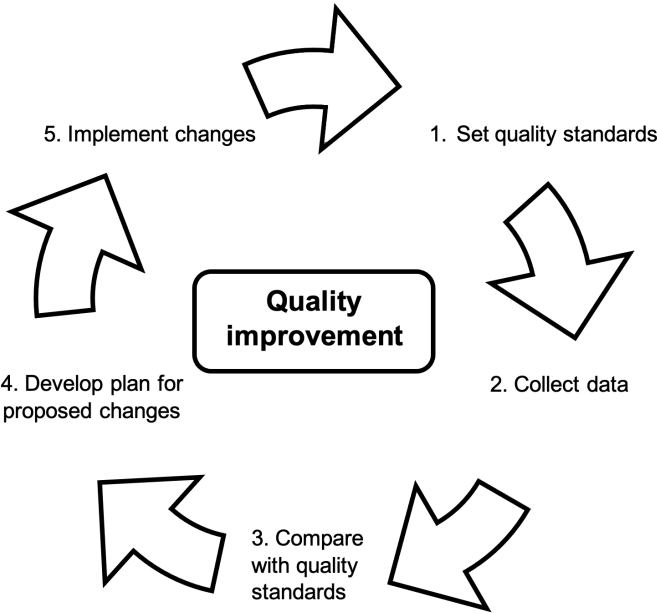 5. Implement changes
1. Set quality standards
Quality
improvement
4. Develop plan for
proposed changes
2. Collect data
3. Compare
with quality
standards